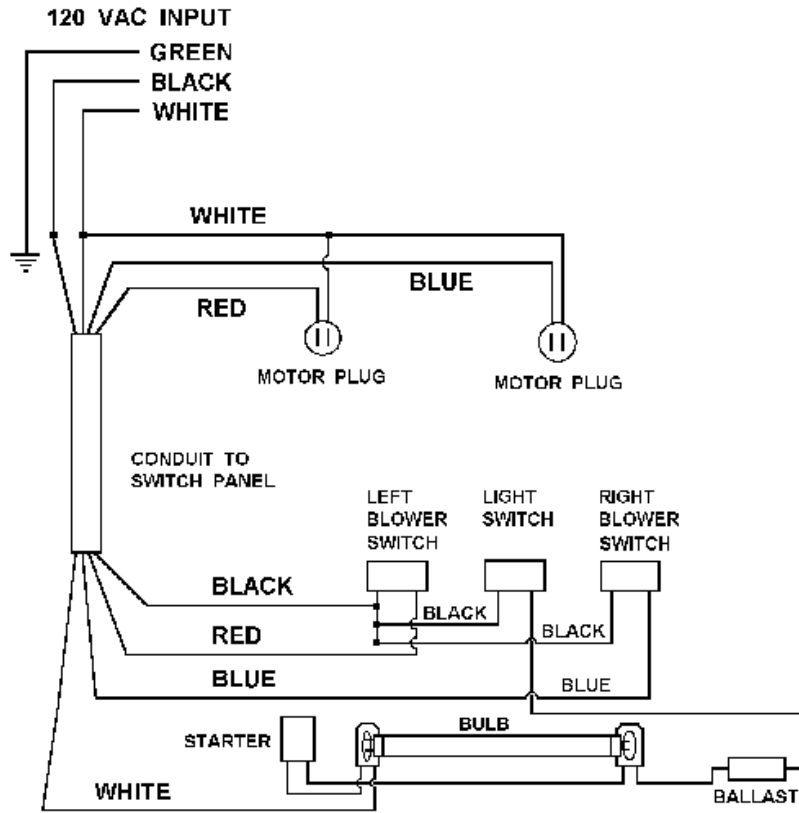 120 VAC INPUT
GREEN
BLACK
WHITE
WHITE
BLUE
RED
MOTOR PLUG
MOTOR PLUG
CONDUIT TO
SWITCH PANEL
LEFT
BLOWER
SWITCH
LIGHT
SWITCH
RIGHT
BLOWER
SWITCH
BLACK
BLACK
RED
BLACK
BLUE
BLUE
STARTER
BULB
WHITE
BALLAST